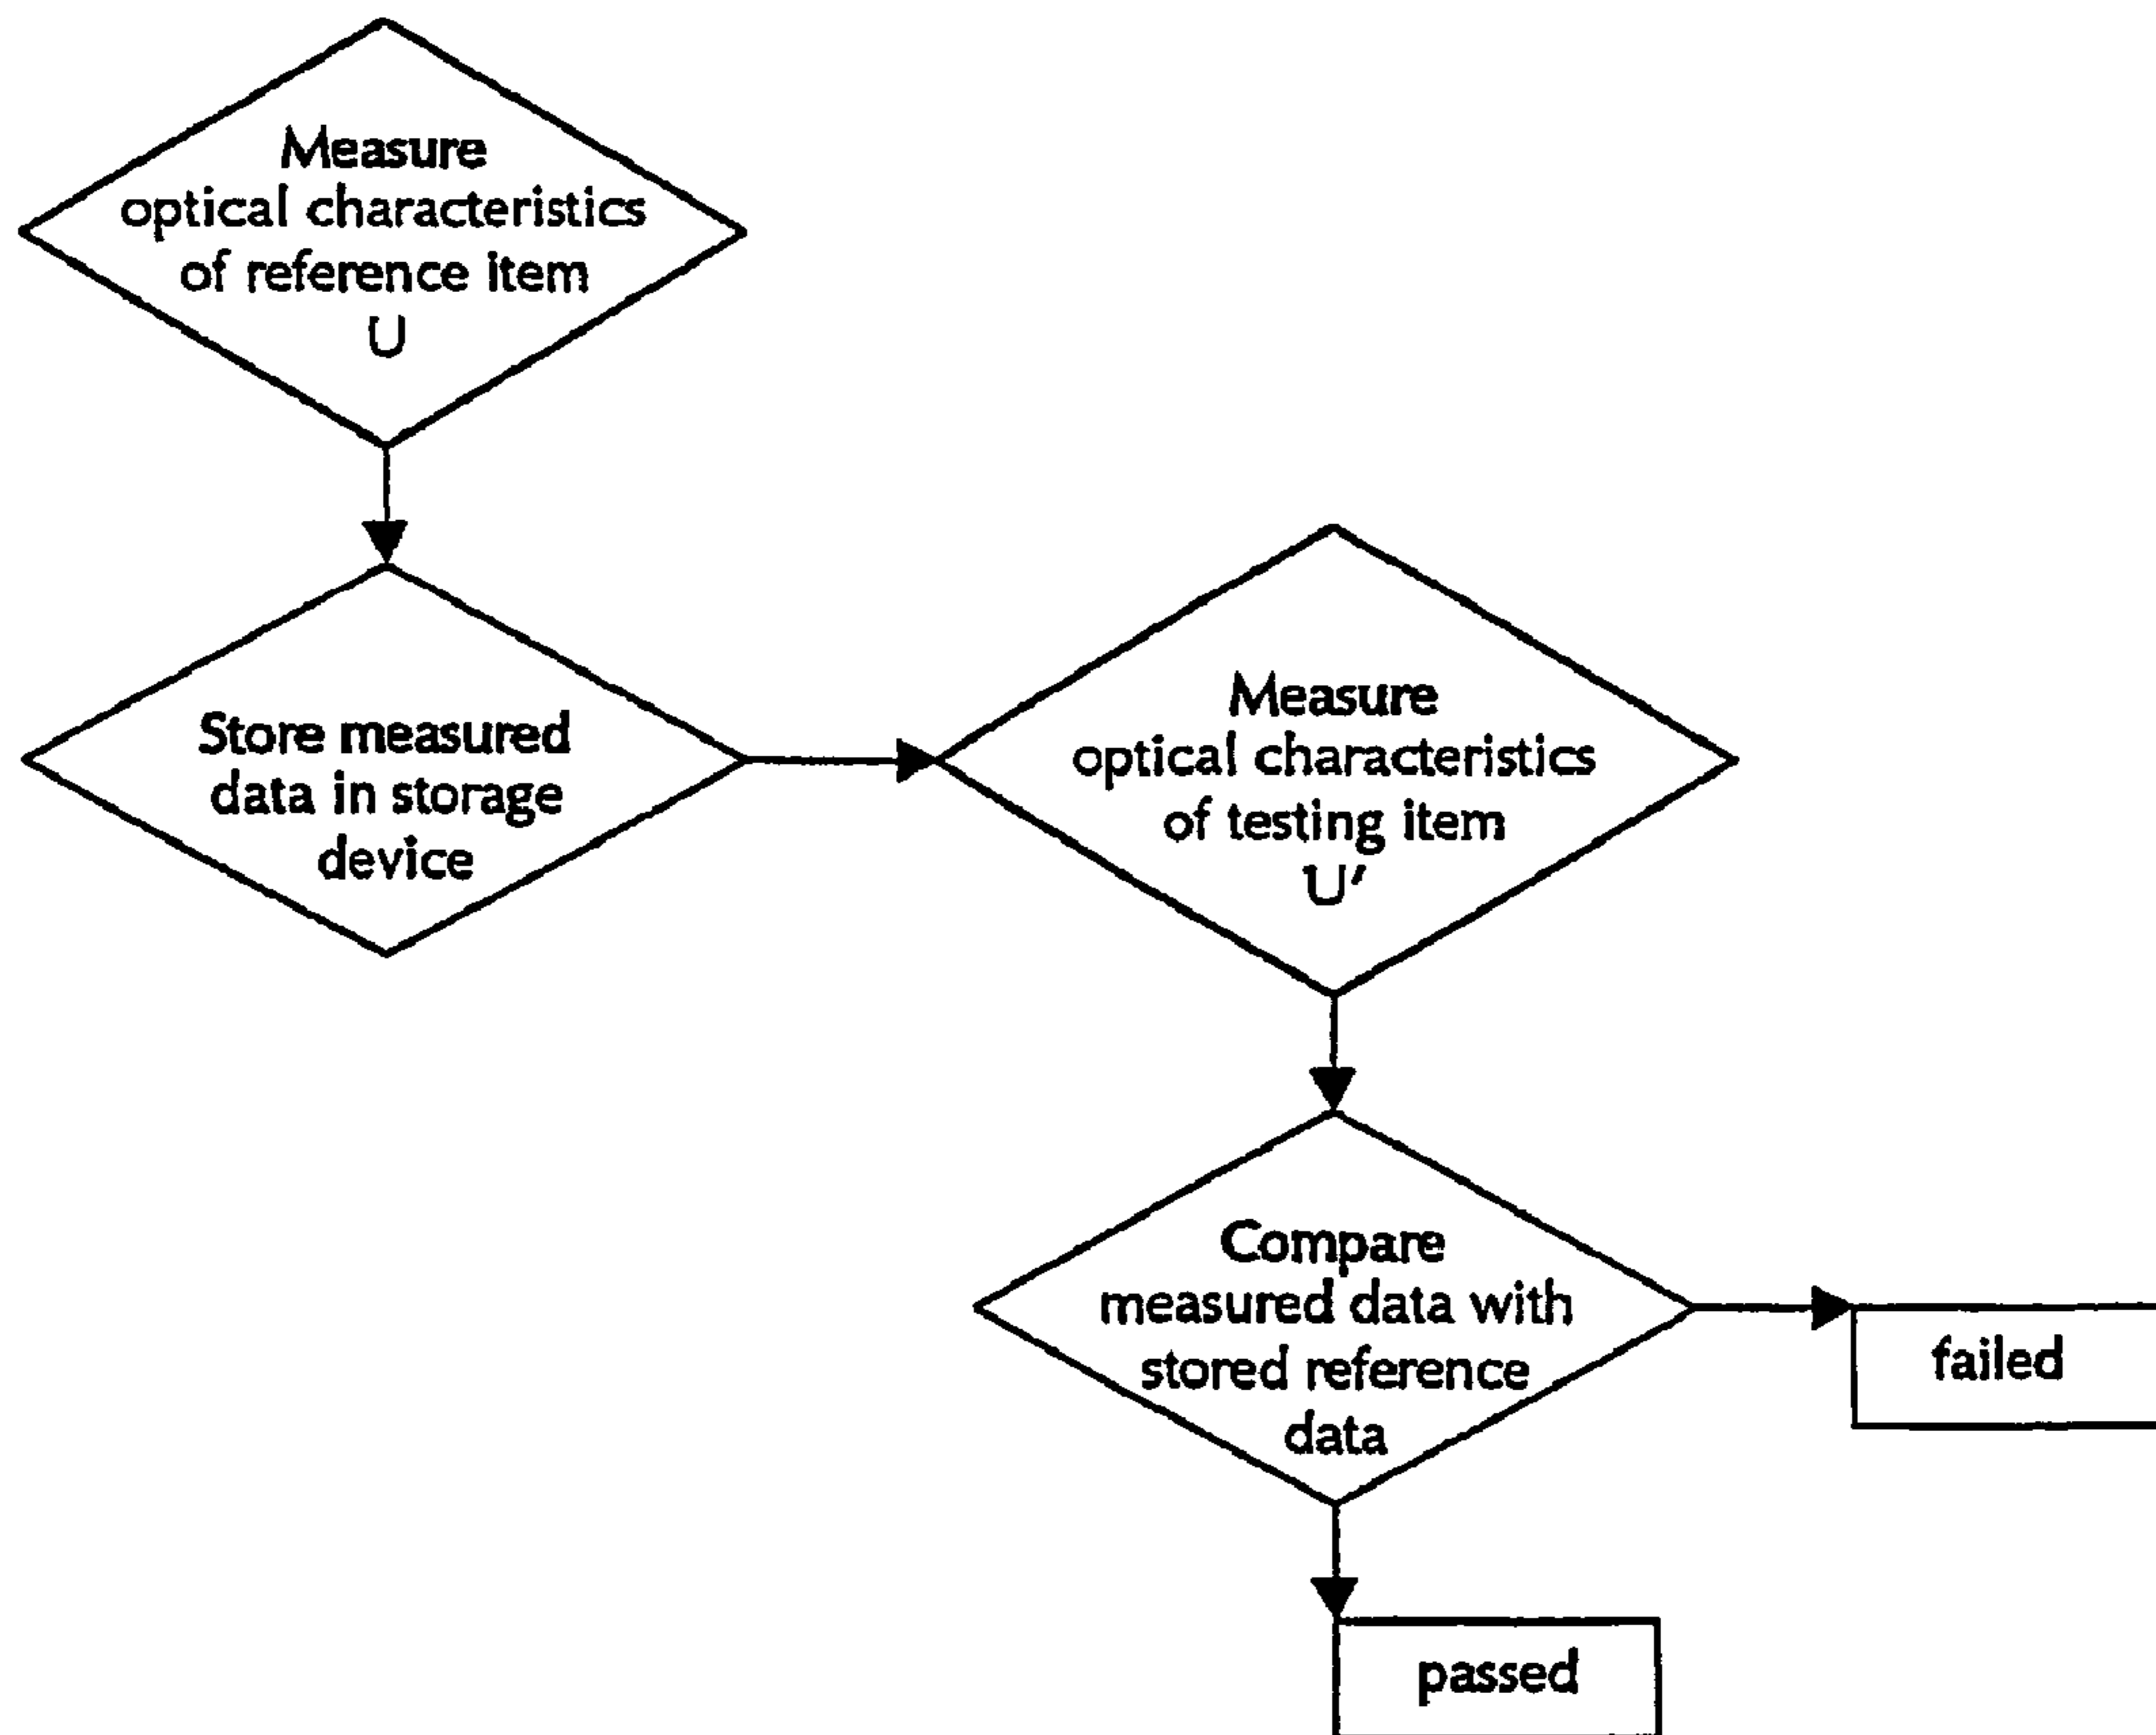 Measure
optical characteristics
of reference item
U
Store measured
data in storage
device
Measure
optical characteristics
of testing item
U'
Compare
measured data with
stored reference
data
failed
passed